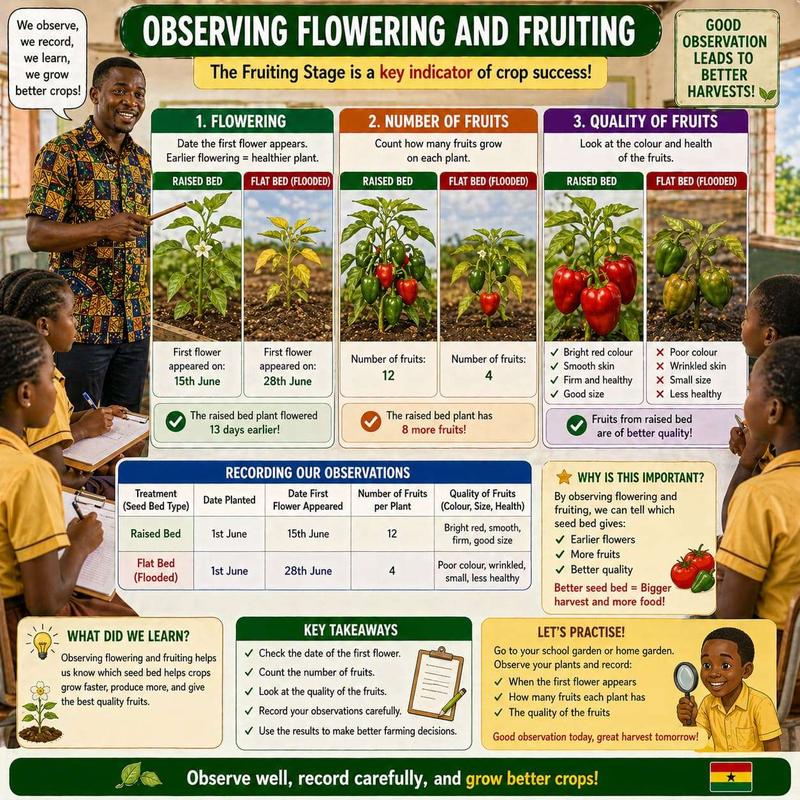 We observe,
we record,
we learn,
we grow
better crops!
OBSERVING FLOWERING AND FRUITING
The Fruiting Stage is a key indicator of crop success!
GOOD
OBSERVATION
LEADS TO
BETTER
HARVESTS!
1. FLOWERING
Date the first flower appears.
Earlier flowering = healthier plant.
RAISED BED
FLAT BED (FLOODED)
First flower
appeared on:
15th June
First flower
appeared on:
28th June
The raised bed plant flowered
13 days earlier!
2. NUMBER OF FRUITS
Count how many fruits grow
on each plant.
RAISED BED
FLAT BED (FLOODED)
Number of fruits:
12
Number of fruits:
4
The raised bed plant has
8 more fruits!
3. QUALITY OF FRUITS
Look at the colour and health
of the fruits.
RAISED BED
FLAT BED (FLOODED)
✓ Bright red colour
✓ Smooth skin
✓ Firm and healthy
✓ Good size
✗ Poor colour
✗ Wrinkled skin
✗ Small size
✗ Less healthy
Fruits from raised bed
are of better quality!
RECORDING OUR OBSERVATIONS
Treatment (Seed Bed Type) | Date Planted | Date First Flower Appeared | Number of Fruits per Plant | Quality of Fruits (Colour, Size, Health)
Raised Bed | 1st June | 15th June | 12 | Bright red, smooth, firm, good size
Flat Bed (Flooded) | 1st June | 28th June | 4 | Poor colour, wrinkled, small, less healthy
WHY IS THIS IMPORTANT?
By observing flowering and
fruiting, we can tell which
seed bed gives:
✓ Earlier flowers
✓ More fruits
✓ Better quality
Better seed bed = Bigger
harvest and more food!
WHAT DID WE LEARN?
Observing flowering and fruiting helps
us know which seed bed helps crops
grow faster, produce more, and give
the best quality fruits.
KEY TAKEAWAYS
✓ Check the date of the first flower.
✓ Count the number of fruits.
✓ Look at the quality of the fruits.
✓ Record your observations carefully.
✓ Use the results to make better farming decisions.
LET'S PRACTISE!
Go to your school garden or home garden.
Observe your plants and record:
✓ When the first flower appears
✓ How many fruits each plant has
✓ The quality of the fruits
Good observation today, great harvest tomorrow!
Observe well, record carefully, and grow better crops!